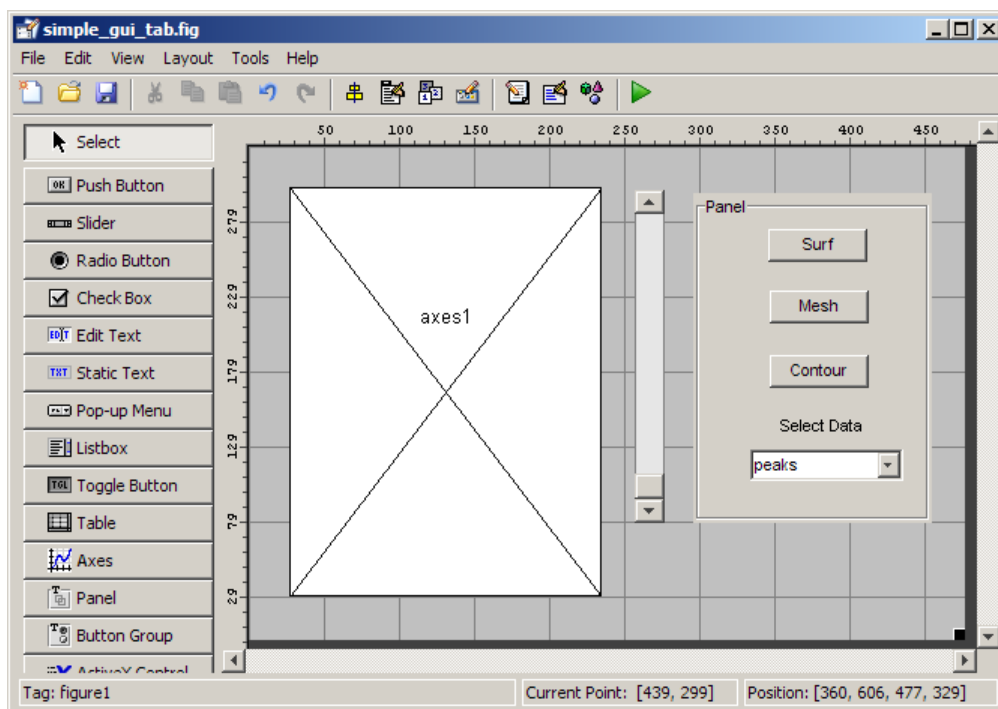 simple_gui_tab.fig
File Edit View Layout Tools Help
Select
Push Button
Slider
Radio Button
Check Box
Edit Text
Static Text
Pop-up Menu
Listbox
Toggle Button
Table
Axes
Panel
Button Group
ActiveX Control
50 100 150 200 250 300 350 400 450
279
229
179
129
79
29
axes1
Panel
Surf
Mesh
Contour
Select Data
peaks
Tag: figure1
Current Point: [439, 299]
Position: [360, 606, 477, 329]